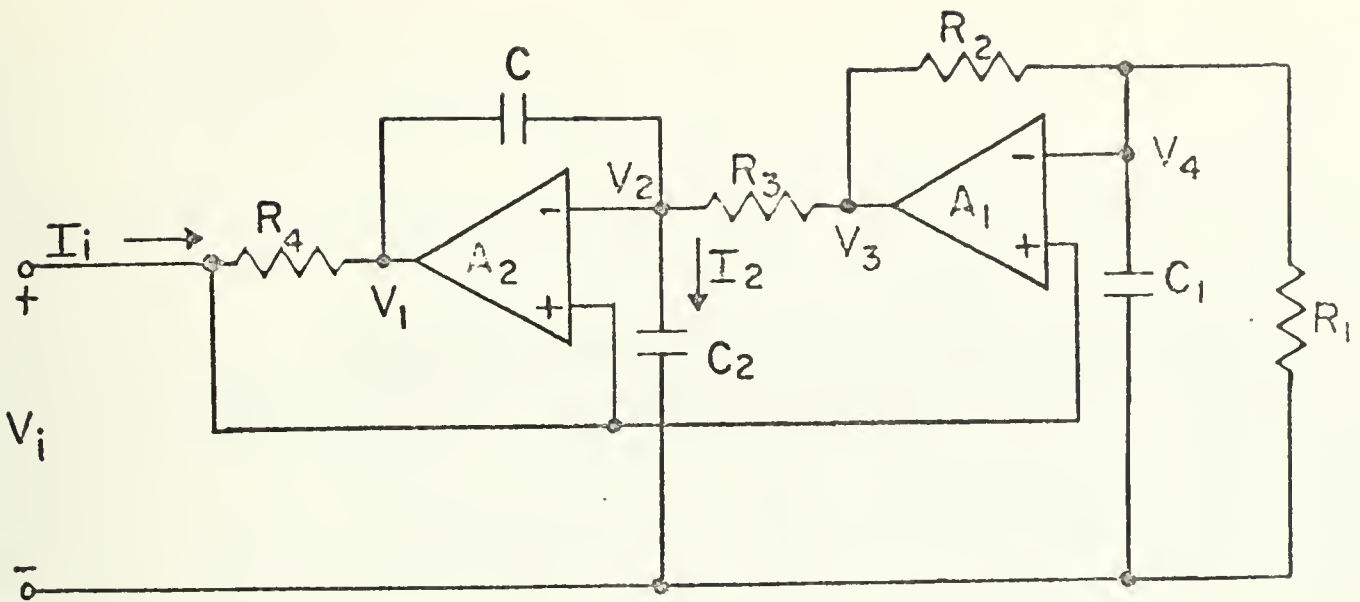 R2
C
V2
R3
V4
A1
Ii
R4
A2
V1
I2
V3
C1
R1
C2
+
-
+
-
+
Vi
-